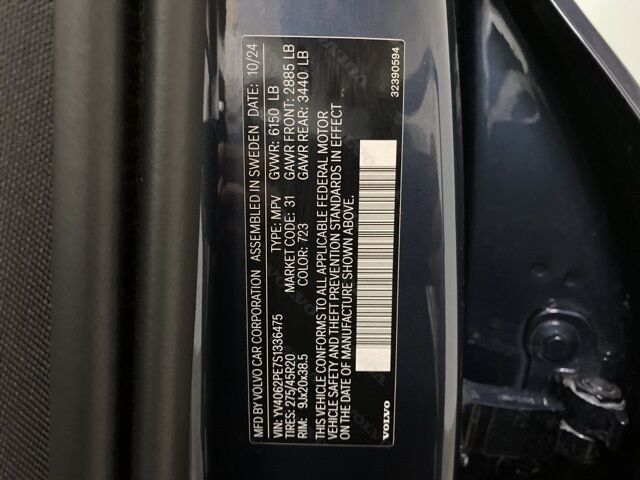 MFD BY VOLVO CAR CORPORATION ASSEMBLED IN SWEDEN DATE: 10/24
VIN: YV4062PE7S1336475 TYPE: MPV GVWR: 6150 LB
TIRES: 275/45R20 MARKET CODE: 31 GAWR FRONT: 2885 LB
RIM: 9Jx20x38.5 COLOR: 723 GAWR REAR: 3440 LB
THIS VEHICLE CONFORMS TO ALL APPLICABLE FEDERAL MOTOR
VEHICLE SAFETY AND THEFT PREVENTION STANDARDS IN EFFECT
ON THE DATE OF MANUFACTURE SHOWN ABOVE.
VOLVO 32390594